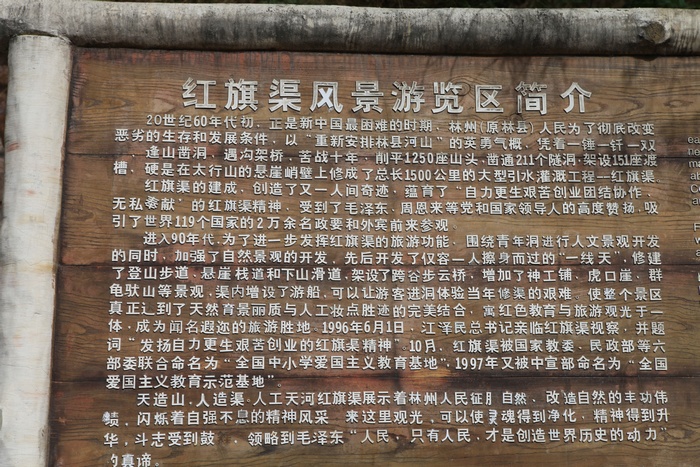 红旗渠风景游览区简介
20世纪60年代初，正是新中国最困难的时期，林州（原林县）人民为了彻底改变
恶劣的生存和发展条件，以“重新安排林县河山”的英勇气概，凭着一锤一钎一双
逢山凿洞，遇沟架桥，苦战十年，削平1250座山头，凿通211个隧洞，架设151座渡
槽，硬是在太行山的悬崖峭壁上修成了总长1500公里的大型引水灌溉工程—红旗渠。
红旗渠的建成，创造了又一人间奇迹，蕴育了“自力更生艰苦创业团结协作、
无私奉献”的红旗渠精神，受到了毛泽东、周恩来等党和国家领导人的高度赞扬，吸
引了世界119个国家的2万余名政要和外宾前来参观。
进入90年代，为了进一步发挥红旗渠的旅游功能，围绕青年洞进行人文景观开发
的同时，加强了自然景观的开发，先后开发了仅容一人擦身而过的“一线天”，修建
了登山步道、悬崖栈道和下山滑道，架设了跨谷步云桥，增加了神工铺、虎口崖、群
龟驮山等景观，渠内增设了游船，可以让游客进洞体验当年修渠的艰难。使整个景区
真正达到了天然育景丽质与人工妆点胜迹的完美结合，寓红色教育与旅游观光于一
体，成为闻名遐迩的旅游胜地。1996年6月1日，江泽民总书记亲临红旗渠视察，并题
词“发扬自力更生艰苦创业的红旗渠精神”。10月，红旗渠被国家教委、民政部等六
部委联合命名为“全国中小学爱国主义教育基地”，1997年又被中宣部命名为“全国
爱国主义教育示范基地”。
天造山，人造渠。人工天河红旗渠展示着林州人民征 自然，改造自然的丰功伟
绩，闪烁着自强不息的精神风采，来这里观光，可以使灵魂得到净化，精神得到升
华，斗志受到鼓 ，领略到毛泽东“人民，只有人民，才是创造世界历史的动力”
的真谛。